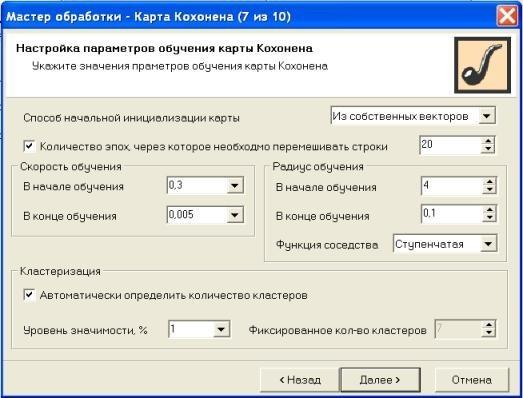 Мастер обработки - Карта Кохонена (7 из 10)
Настройка параметров обучения карты Кохонена
Укажите значения праметров обучения карты Кохонена
Способ начальной инициализации карты Из собственных векторов
Количество эпох, через которое необходмо перемешивать строки 20
Скорость обучения
В начале обучения 0,3
В конце обучения 0,005
Радиус обучения
В начале обучения 4
В конце обучения 0,1
Функция соседства Ступенчатая
Кластеризация
Автоматически определить количество кластеров
Уровень значимости, % 1 Фиксированное кол-во кластеров 7
< Назад Далее > Отмена